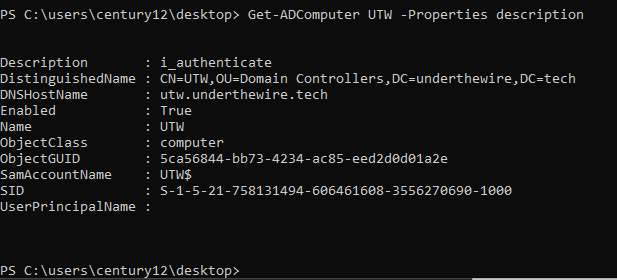 PS C:\users\century12\desktop> Get-ADComputer UTW -Properties description
Description       : i_authenticate
DistinguishedName : CN=UTW,OU=Domain Controllers,DC=underthewire,DC=tech
DNSHostName       : utw.underthewire.tech
Enabled           : True
Name              : UTW
ObjectClass       : computer
ObjectGUID        : 5ca56844-bb73-4234-ac85-eed2d0d01a2e
SamAccountName    : UTW$
SID               : S-1-5-21-758131494-606461608-3556270690-1000
UserPrincipalName :
PS C:\users\century12\desktop>